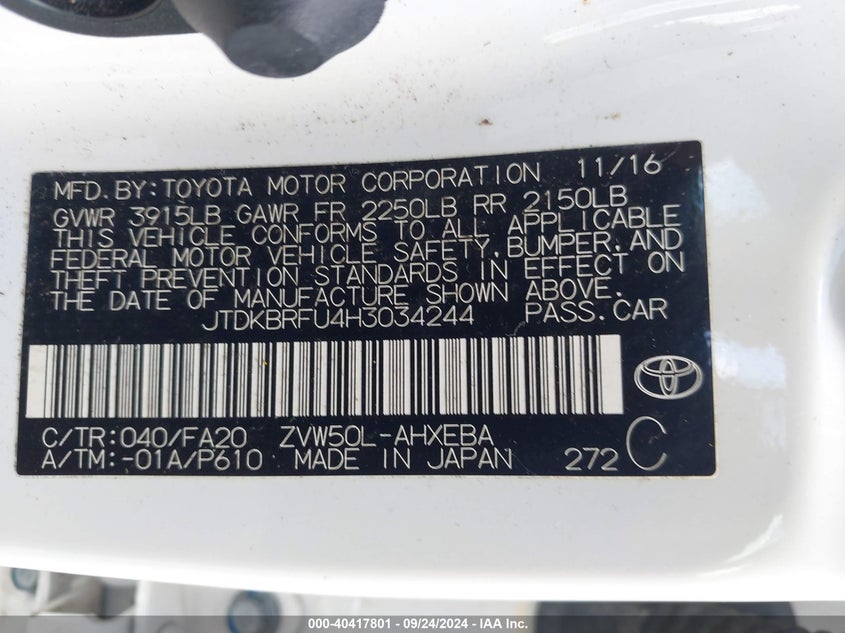 MFD. BY: TOYOTA MOTOR CORPORATION 11/16
GVWR 3915LB GAWR FR 2250LB RR 2150LB
THIS VEHICLE CONFORMS TO ALL APPLICABLE
FEDERAL MOTOR VEHICLE SAFETY, BUMPER, AND
THEFT PREVENTION STANDARDS IN EFFECT ON
THE DATE OF MANUFACTURE SHOWN ABOVE.
JTDKBRFU4H3034244 PASS. CAR
C/TR: 040/FA20 ZVW50L-AHXEBA
A/TM: -01A/P610 MADE IN JAPAN 272 C
000-40417801 - 09/24/2024 - IAA Inc.